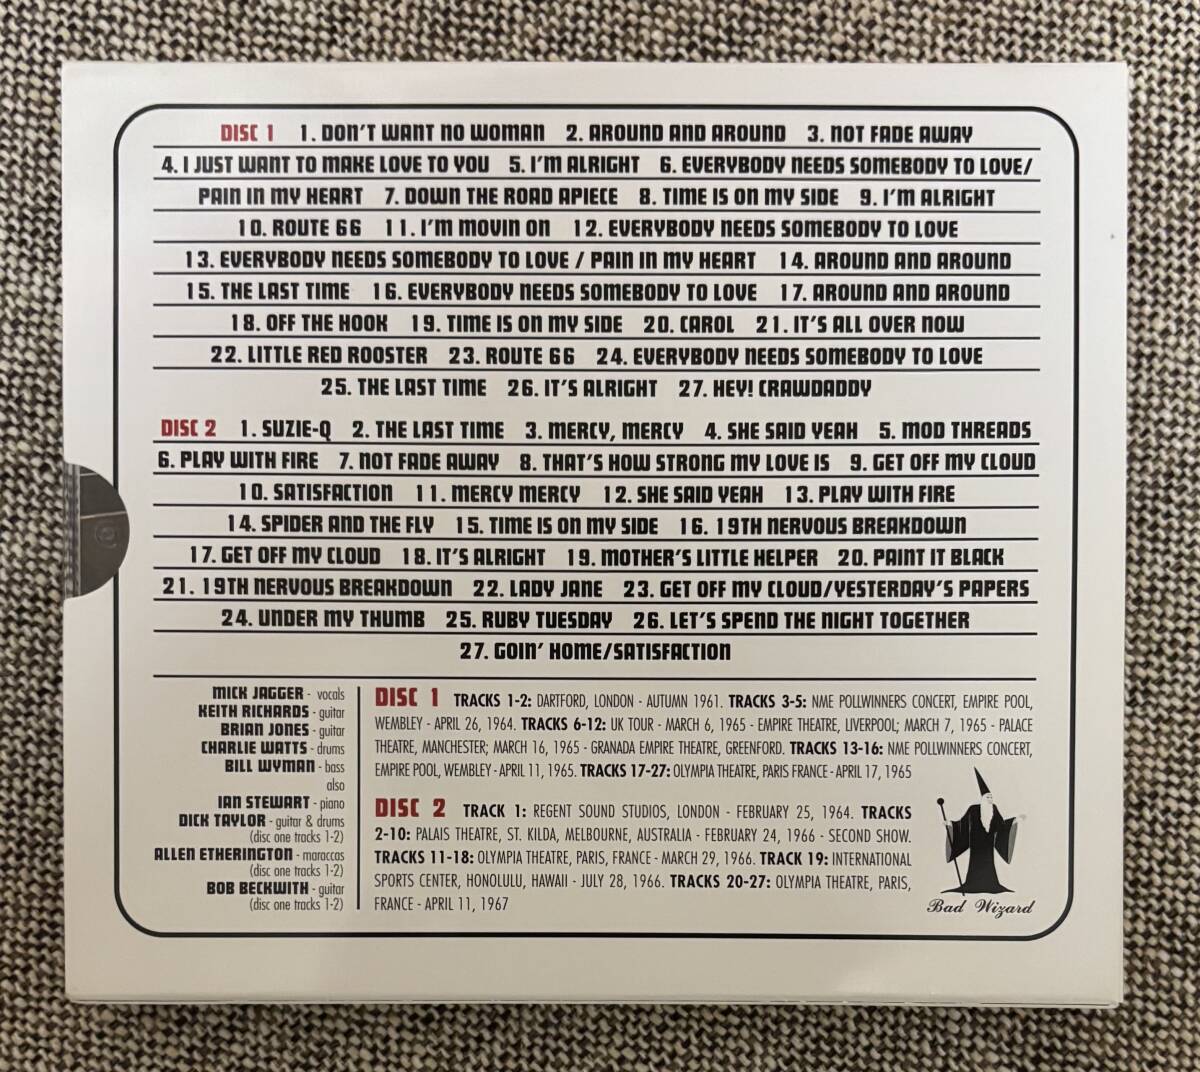 DISC 1 1. DON'T WANT NO WOMAN 2. AROUND AND AROUND 3. NOT FADE AWAY
4. I JUST WANT TO MAKE LOVE TO YOU 5. I'M ALRIGHT 6. EVERYBODY NEEDS SOMEBODY TO LOVE/
PAIN IN MY HEART 7. DOWN THE ROAD APIECE 8. TIME IS ON MY SIDE 9. I'M ALRIGHT
10. ROUTE 66 11. I'M MOVIN ON 12. EVERYBODY NEEDS SOMEBODY TO LOVE
13. EVERYBODY NEEDS SOMEBODY TO LOVE / PAIN IN MY HEART 14. AROUND AND AROUND
15. THE LAST TIME 16. EVERYBODY NEEDS SOMEBODY TO LOVE 17. AROUND AND AROUND
18. OFF THE HOOK 19. TIME IS ON MY SIDE 20. CAROL 21. IT'S ALL OVER NOW
22. LITTLE RED ROOSTER 23. ROUTE 66 24. EVERYBODY NEEDS SOMEBODY TO LOVE
25. THE LAST TIME 26. IT'S ALRIGHT 27. HEY! CRAWDADDY
DISC 2 1. SUZIE-Q 2. THE LAST TIME 3. MERCY, MERCY 4. SHE SAID YEAH 5. MOD THREADS
6. PLAY WITH FIRE 7. NOT FADE AWAY 8. THAT'S HOW STRONG MY LOVE IS 9. GET OFF MY CLOUD
10. SATISFACTION 11. MERCY MERCY 12. SHE SAID YEAH 13. PLAY WITH FIRE
14. SPIDER AND THE FLY 15. TIME IS ON MY SIDE 16. 19TH NERVOUS BREAKDOWN
17. GET OFF MY CLOUD 18. IT'S ALRIGHT 19. MOTHER'S LITTLE HELPER 20. PAINT IT BLACK
21. 19TH NERVOUS BREAKDOWN 22. LADY JANE 23. GET OFF MY CLOUD/YESTERDAY'S PAPERS
24. UNDER MY THUMB 25. RUBY TUESDAY 26. LET'S SPEND THE NIGHT TOGETHER
27. GOIN' HOME/SATISFACTION
MICK JAGGER - vocals
KEITH RICHARDS - guitar
BRIAN JONES - guitar
CHARLIE WATTS - drums
BILL WYMAN - bass
also
IAN STEWART - piano
DICK TAYLOR - guitar & drums
(disc one tracks 1-2)
ALLEN ETHERINGTON - maraccas
(disc one tracks 1-2)
BOB BECKWITH - guitar
(disc one tracks 1-2)
DISC 1 TRACKS 1-2: DARTFORD, LONDON - AUTUMN 1961. TRACKS 3-5: NME POLLWINNERS CONCERT, EMPIRE POOL,
WEMBLEY - APRIL 26, 1964. TRACKS 6-12: UK TOUR - MARCH 6, 1965 - EMPIRE THEATRE, LIVERPOOL; MARCH 7, 1965 - PALACE
THEATRE, MANCHESTER; MARCH 16, 1965 - GRANADA EMPIRE THEATRE, GREENFORD. TRACKS 13-16: NME POLLWINNERS CONCERT,
EMPIRE POOL, WEMBLEY - APRIL 11, 1965. TRACKS 17-27: OLYMPIA THEATRE, PARIS FRANCE - APRIL 17, 1965
DISC 2 TRACK 1: REGENT SOUND STUDIOS, LONDON - FEBRUARY 25, 1964. TRACKS
2-10: PALAIS THEATRE, ST. KILDA, MELBOURNE, AUSTRALIA - FEBRUARY 24, 1966 - SECOND SHOW.
TRACKS 11-18: OLYMPIA THEATRE, PARIS, FRANCE - MARCH 29, 1966. TRACK 19: INTERNATIONAL
SPORTS CENTER, HONOLULU, HAWAII - JULY 28, 1966. TRACKS 20-27: OLYMPIA THEATRE, PARIS,
FRANCE - APRIL 11, 1967
Bad Wizard